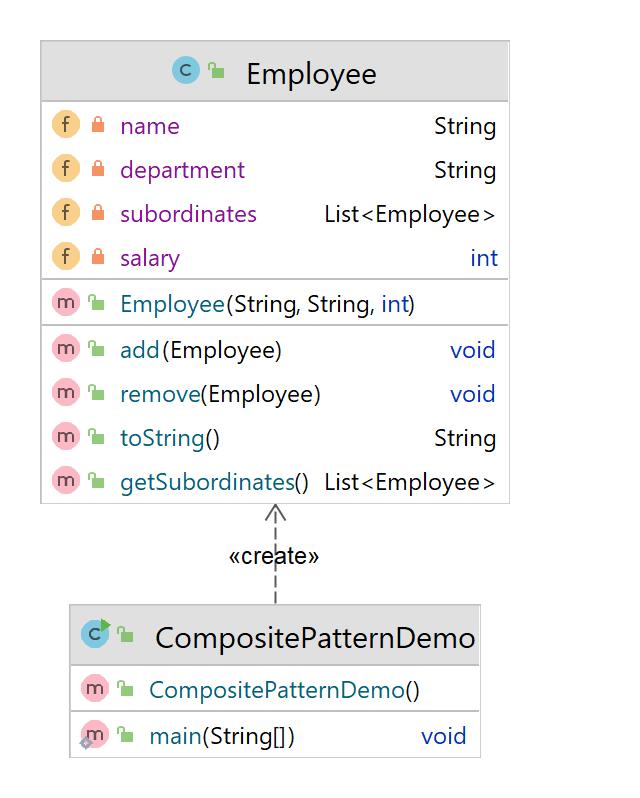 Employee
name String
department String
subordinates List<Employee>
salary int
Employee(String, String, int)
add(Employee) void
remove(Employee) void
toString() String
getSubordinates() List<Employee>
«create»
CompositePatternDemo
CompositePatternDemo()
main(String[]) void